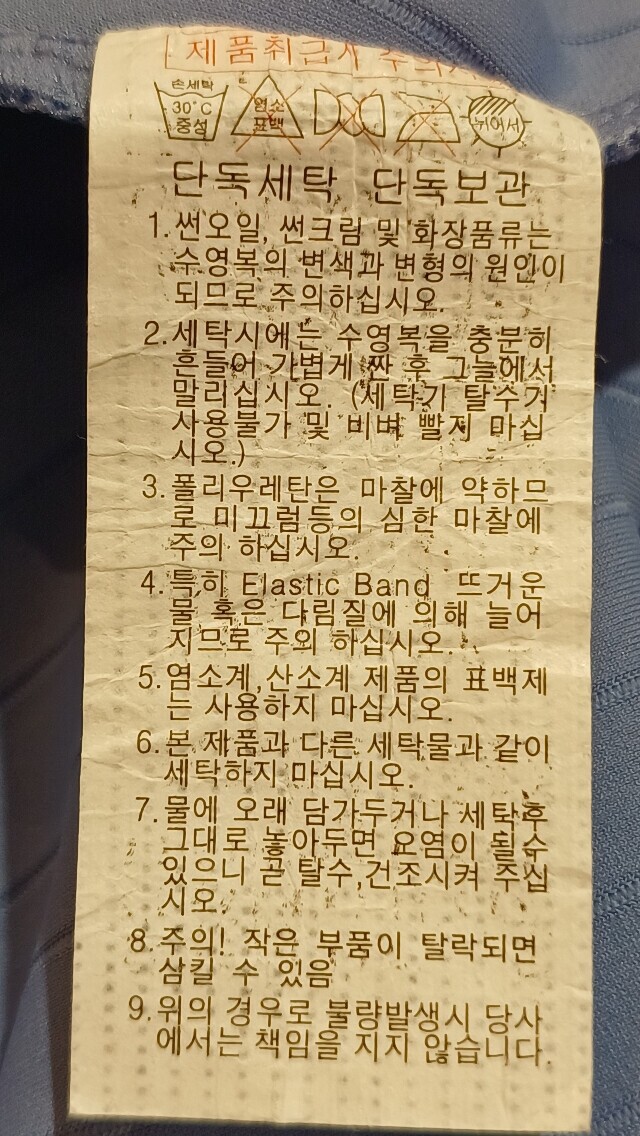 제품취급시 주의사
손세탁
30°C
중성
염소
표백
뉘어서
단독세탁, 단독보관
1. 썬오일, 썬크림 및 화장품류는
수영복의 변색과 변형의 원인이
되므로 주의하십시오.
2. 세탁시에는 수영복을 충분히
흔들어 가볍게 짠 후 그늘에서
말리십시오. (세탁기 탈수기
사용불가 및 비벼 빨지 마십
시오.)
3. 폴리우레탄은 마찰에 약하므
로 미끄럼등의 심한 마찰에
주의 하십시오.
4. 특히 Elastic Band 뜨거운
물 혹은 다림질에 의해 늘어
지므로 주의 하십시오.
5. 염소계,산소계 제품의 표백제
는 사용하지 마십시오.
6. 본 제품과 다른 세탁물과 같이
세탁하지 마십시오.
7. 물에 오래 담가두거나 세탁후
그대로 놓아두면 오염이 될수
있으니 곧 탈수,건조시켜 주십
시오.
8. 주의! 작은 부품이 탈락되면
삼킬 수 있음
9. 위의 경우로 불량발생시 당사
에서는 책임을 지지 않습니다.